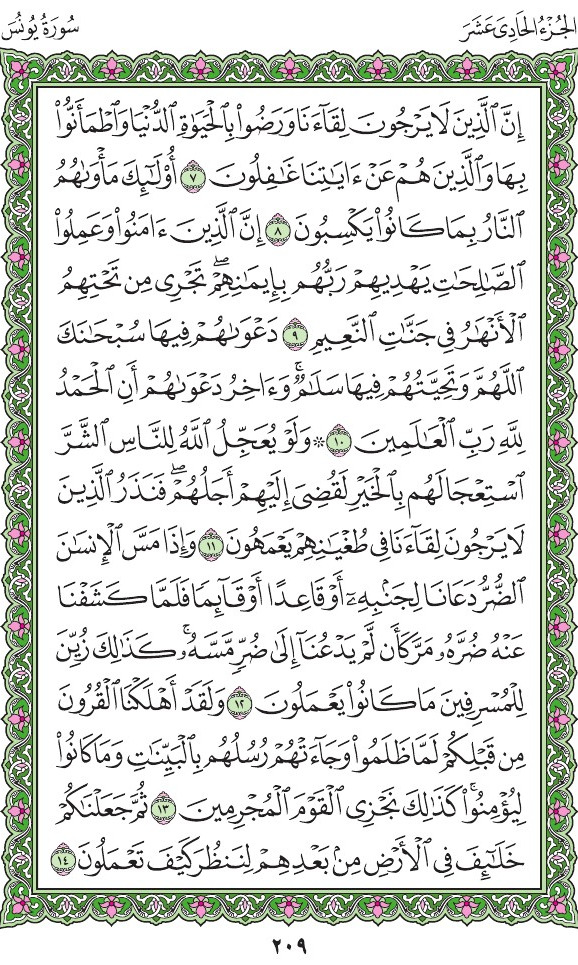 الجُزْءُ الحَادِى عَشَرَ
سُورَةُ يُونُسَ
إِنَّ ٱلَّذِينَ لَا يَرْجُونَ لِقَآءَنَا وَرَضُوا۟ بِٱلْحَيَوٰةِ ٱلدُّنْيَا وَٱطْمَأَنُّوا۟
بِهَا وَٱلَّذِينَ هُمْ عَنْ ءَايَٰتِنَا غَٰفِلُونَ ٧ أُو۟لَٰٓئِكَ مَأْوَىٰهُمُ
ٱلنَّارُ بِمَا كَانُوا۟ يَكْسِبُونَ ٨ إِنَّ ٱلَّذِينَ ءَامَنُوا۟ وَعَمِلُوا۟
ٱلصَّٰلِحَٰتِ يَهْدِيهِمْ رَبُّهُم بِإِيمَٰنِهِمْ ۖ تَجْرِى مِن تَحْتِهِمُ
ٱلْأَنْهَٰرُ فِى جَنَّٰتِ ٱلنَّعِيمِ ٩ دَعْوَىٰهُمْ فِيهَا سُبْحَٰنَكَ
ٱللَّهُمَّ وَتَحِيَّتُهُمْ فِيهَا سَلَٰمٌ ۚ وَءَاخِرُ دَعْوَىٰهُمْ أَنِ ٱلْحَمْدُ
لِلَّهِ رَبِّ ٱلْعَٰلَمِينَ ١٠ ۞ وَلَوْ يُعَجِّلُ ٱللَّهُ لِلنَّاسِ ٱلشَّرَّ
ٱسْتِعْجَالَهُم بِٱلْخَيْرِ لَقُضِىَ إِلَيْهِمْ أَجَلُهُمْ ۖ فَنَذَرُ ٱلَّذِينَ
لَا يَرْجُونَ لِقَآءَنَا فِى طُغْيَٰنِهِمْ يَعْمَهُونَ ١١ وَإِذَا مَسَّ ٱلْإِنسَٰنَ
ٱلضُّرُّ دَعَانَا لِجَنۢبِهِۦٓ أَوْ قَاعِدًا أَوْ قَآئِمًا فَلَمَّا كَشَفْنَا
عَنْهُ ضُرَّهُۥ مَرَّ كَأَن لَّمْ يَدْعُنَآ إِلَىٰ ضُرٍّ مَّسَّهُۥ ۚ كَذَٰلِكَ زُيِّنَ
لِلْمُسْرِفِينَ مَا كَانُوا۟ يَعْمَلُونَ ١٢ وَلَقَدْ أَهْلَكْنَا ٱلْقُرُونَ
مِن قَبْلِكُمْ لَمَّا ظَلَمُوا۟ وَجَآءَتْهُمْ رُسُلُهُم بِٱلْبَيِّنَٰتِ وَمَا كَانُوا۟
لِيُؤْمِنُوا۟ ۚ كَذَٰلِكَ نَجْزِى ٱلْقَوْمَ ٱلْمُجْرِمِينَ ١٣ ثُمَّ جَعَلْنَٰكُمْ
خَلَٰٓئِفَ فِى ٱلْأَرْضِ مِنۢ بَعْدِهِمْ لِنَنظُرَ كَيْفَ تَعْمَلُونَ ١٤
٢٠٩